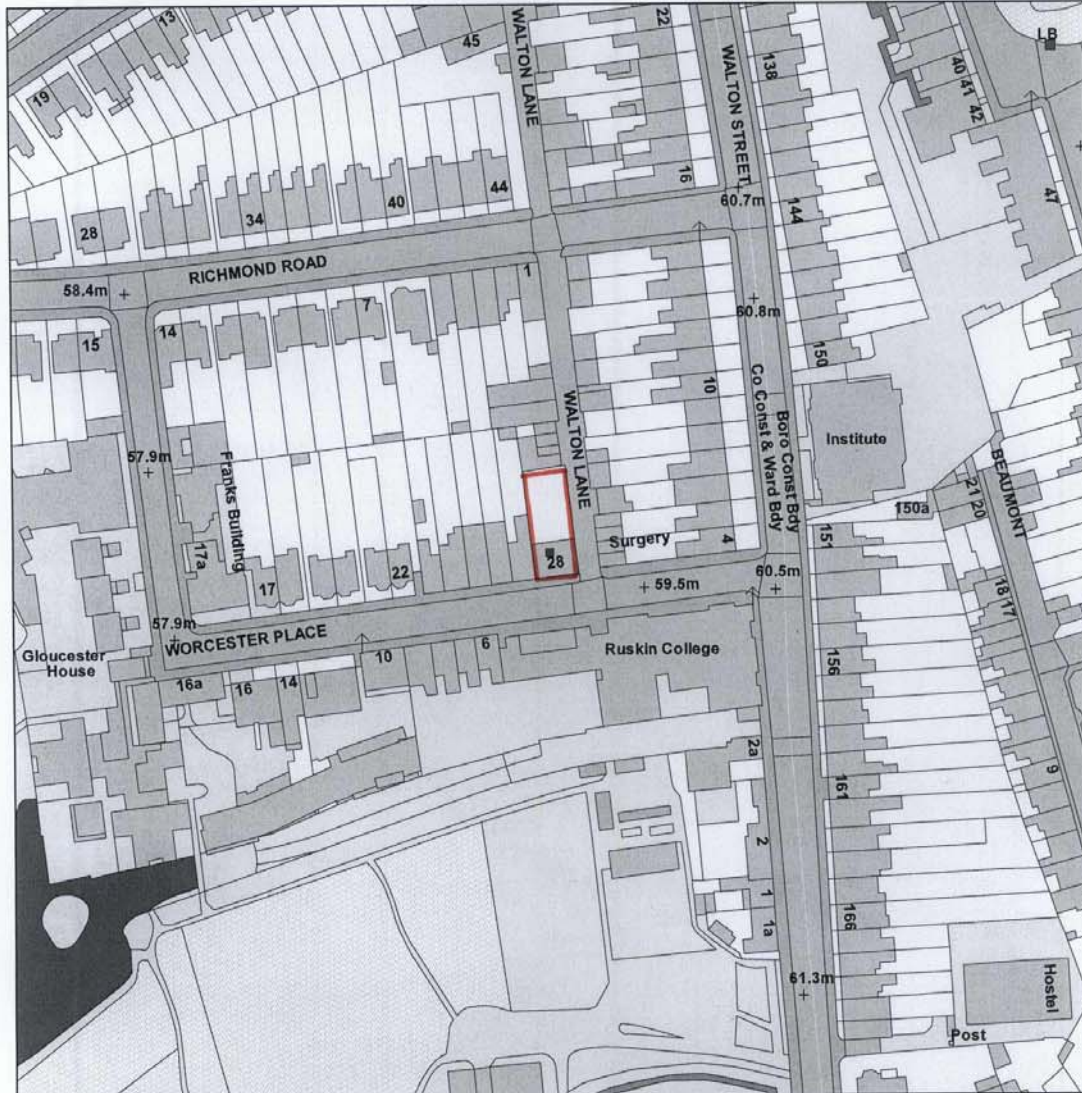 13
45
22
LB
WALTON LANE
WALTON STREET
138
40
41
42
19
44
16
47
40
34
60.7m
28
144
RICHMOND ROAD
1
58.4m
7
60.8m
14
15
150
10
WALTON LANE
Co Const & Ward Bdy
Boro Const Bdy
Institute
BEAUMONT
57.9m
Franks Building
21
20
150a
151
Surgery
4
17a
28
22
17
59.5m
60.5m
18
17
57.9m
WORCESTER PLACE
Gloucester
House
10
6
Ruskin College
156
16a
16
14
2a
9
161
2
1
1a
166
61.3m
Hostel
Post